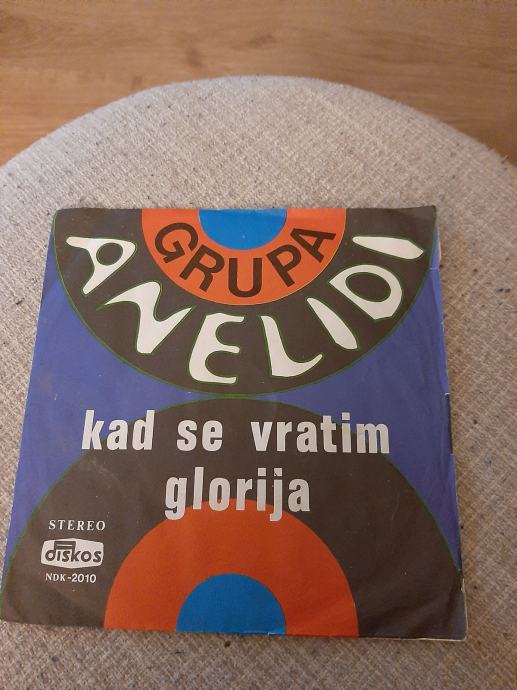 GRUPA
ANELIDI
kad se vratim
glorija
STEREO
diskos
NDK-2010